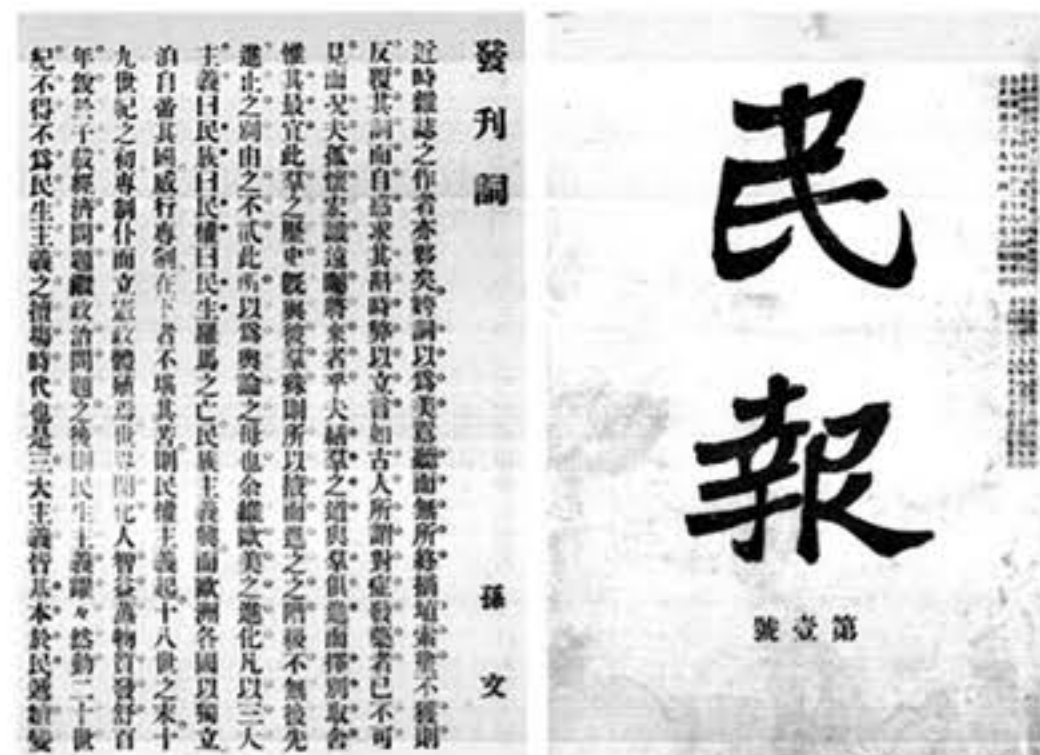 民報
第壹號
發刊詞
孫文
近時雜誌之作者亦夥矣姱詞以爲美囂聽而無所終摘埴索塗不獲則
反覆其詞而自惑求其斟時弊以立言如古人所謂對症發藥者已不可
見而况夫孤懷宏識遠矚將來者乎夫繕羣之道與羣俱進而擇別取舍
惟其最宜此羣之歷史旣與彼羣殊則所以掖而進之之階級不無後先
進止之別由之不貳此所以爲輿論之母也余維歐美之進化凡以三大
主義曰民族曰民權曰民生羅馬之亡民族主義興而歐洲各國以獨立
洎自帝其國威行專制在下者不堪其苦則民權主義起十八世之末十
九世紀之初專制仆而立憲政體殖焉世界開化人智益蒸物質發舒百
年銳於千載經濟問題繼政治問題之後則民生主義躍々然動二十世
紀不得不爲民生主義之擅場時代也是三大主義皆基本於民遞嬗變